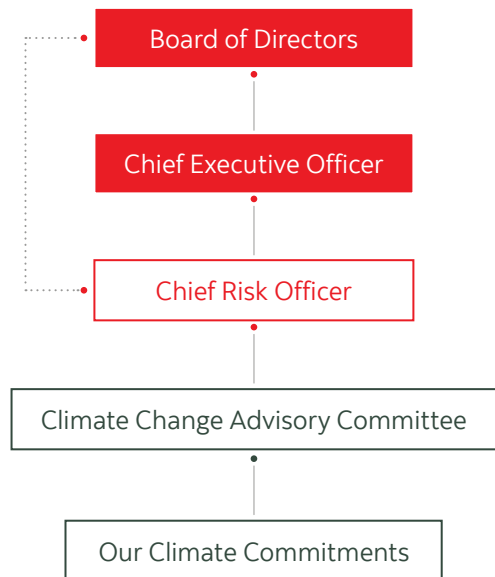 Board of Directors
Chief Executive Officer
Chief Risk Officer
Climate Change Advisory Committee
Our Climate Commitments